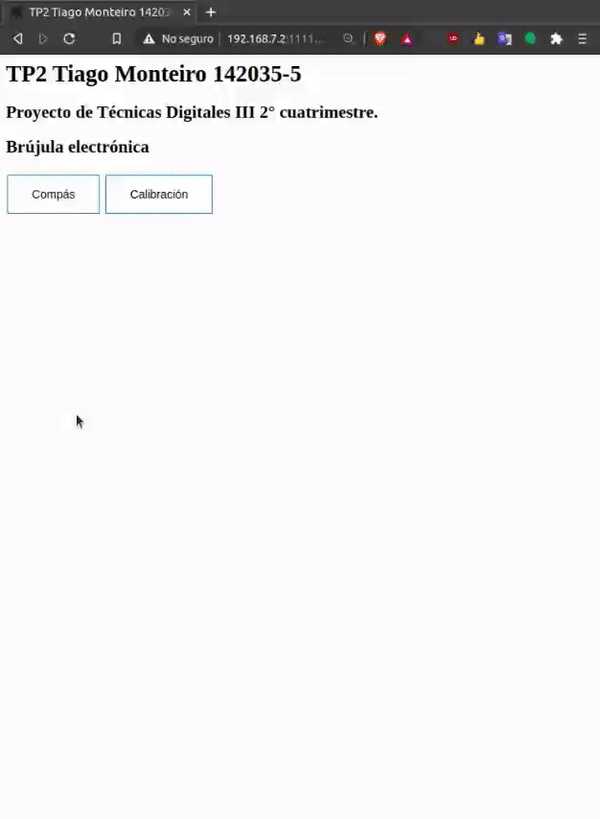 TP2 Tiago Monteiro 14203
No seguro
192.168.7.2:1111...
TP2 Tiago Monteiro 142035-5
Proyecto de Técnicas Digitales III 2° cuatrimestre.
Brújula electrónica
Compás
Calibración